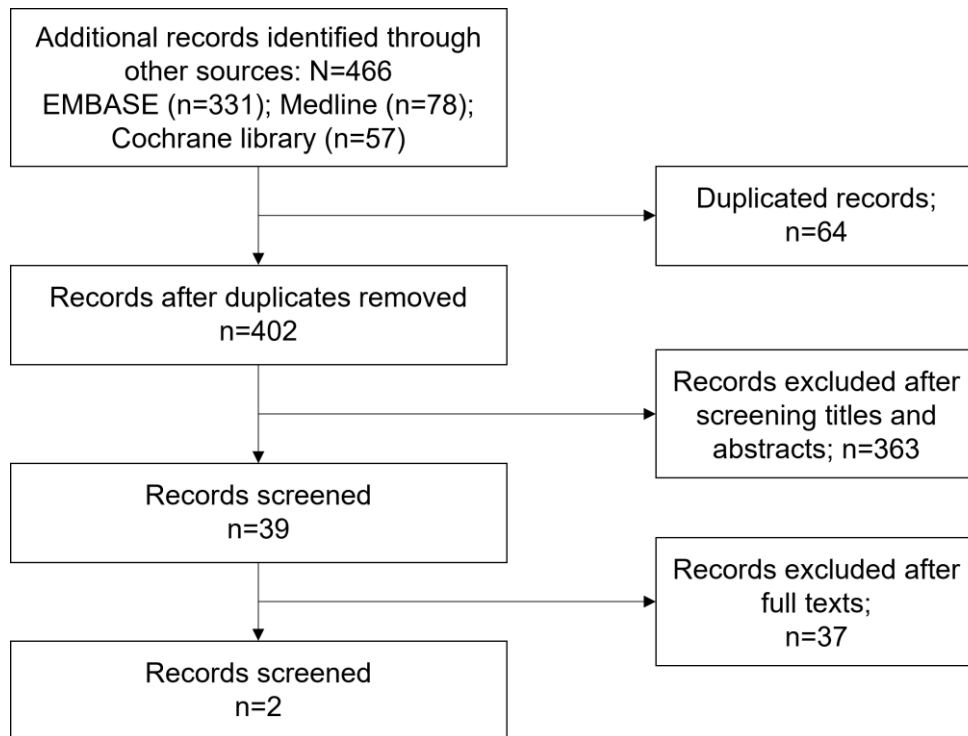 Additional records identified through
other sources: N=466
EMBASE (n=331); Medline (n=78);
Cochrane library (n=57)
Duplicated records;
n=64
Records after duplicates removed
n=402
Records excluded after
screening titles and
abstracts; n=363
Records screened
n=39
Records excluded after
full texts;
n=37
Records screened
n=2